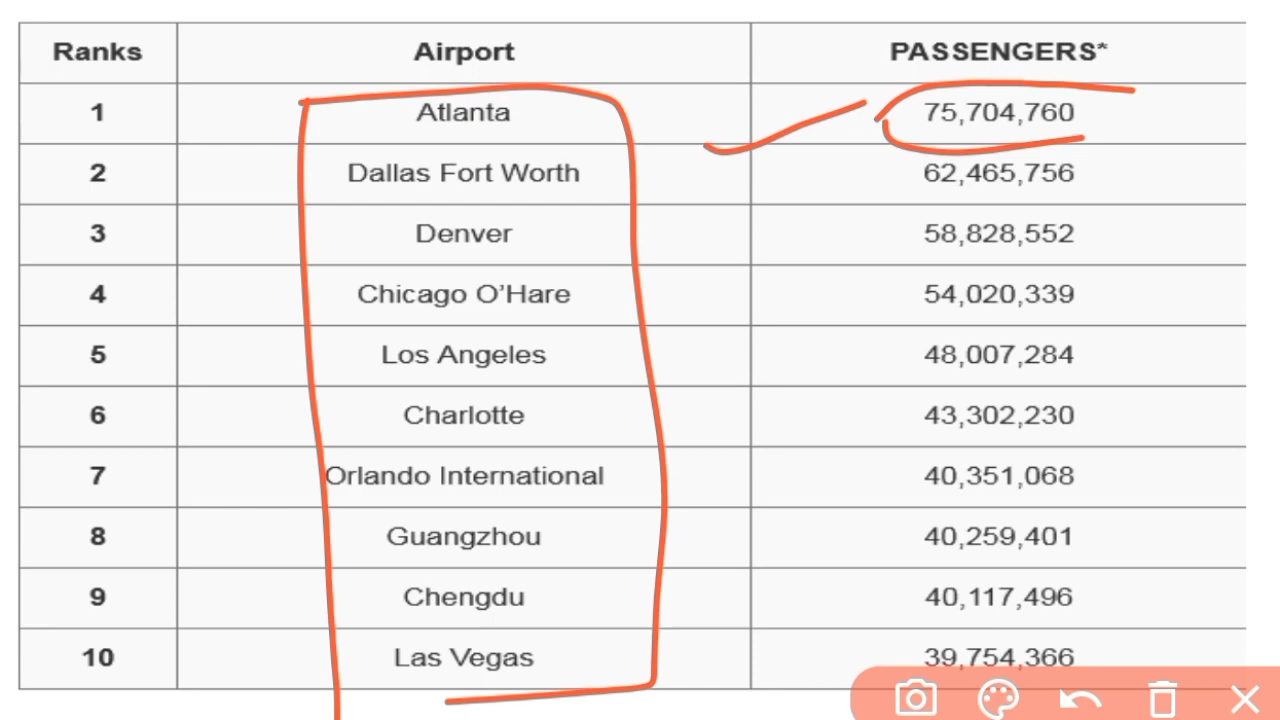 Ranks Airport PASSENGERS*
1 Atlanta 75,704,760
2 Dallas Fort Worth 62,465,756
3 Denver 58,828,552
4 Chicago O’Hare 54,020,339
5 Los Angeles 48,007,284
6 Charlotte 43,302,230
7 Orlando International 40,351,068
8 Guangzhou 40,259,401
9 Chengdu 40,117,496
10 Las Vegas 39,754,366